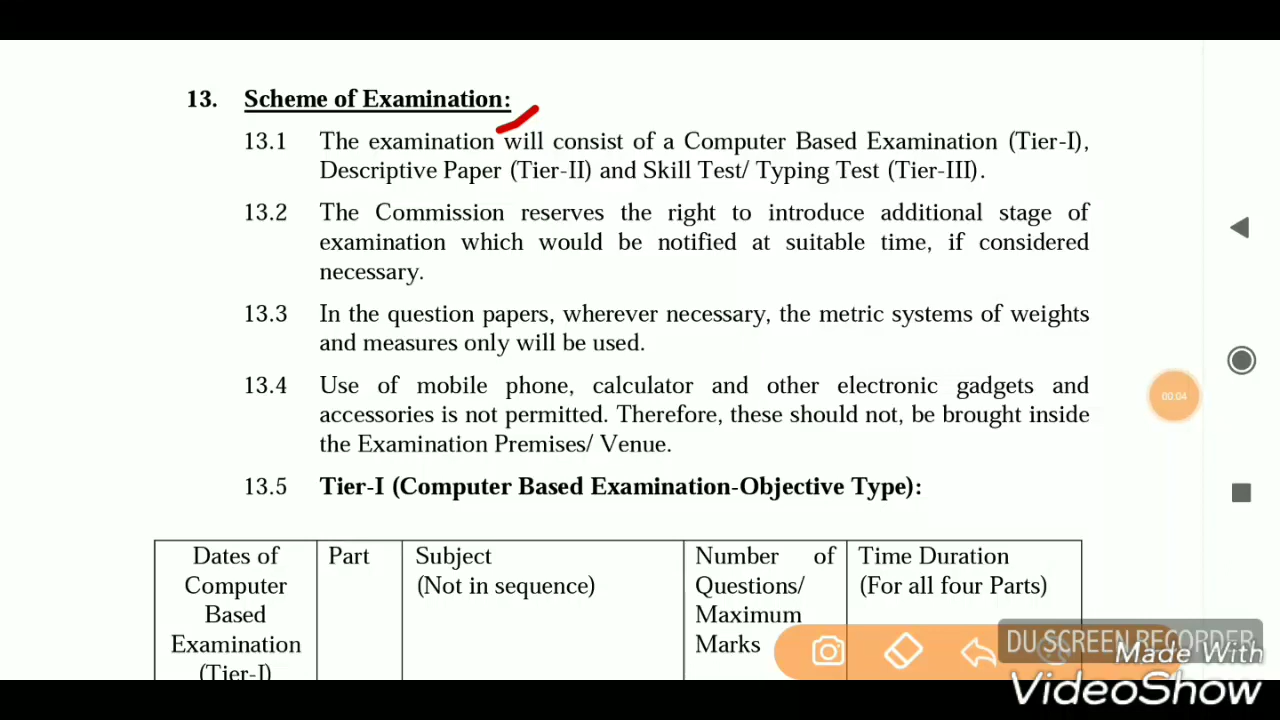 13. Scheme of Examination:
13.1 The examination will consist of a Computer Based Examination (Tier-I),
Descriptive Paper (Tier-II) and Skill Test/ Typing Test (Tier-III).
13.2 The Commission reserves the right to introduce additional stage of
examination which would be notified at suitable time, if considered
necessary.
13.3 In the question papers, wherever necessary, the metric systems of weights
and measures only will be used.
13.4 Use of mobile phone, calculator and other electronic gadgets and
accessories is not permitted. Therefore, these should not, be brought inside
the Examination Premises/ Venue.
00:04
13.5 Tier-I (Computer Based Examination-Objective Type):
Dates of
Computer
Based
Examination
(Tier-I)
Part
Subject
(Not in sequence)
Number of
Questions/
Maximum
Marks
Time Duration
(For all four Parts)
DU SCREEN RECORDER
Made With
VideoShow